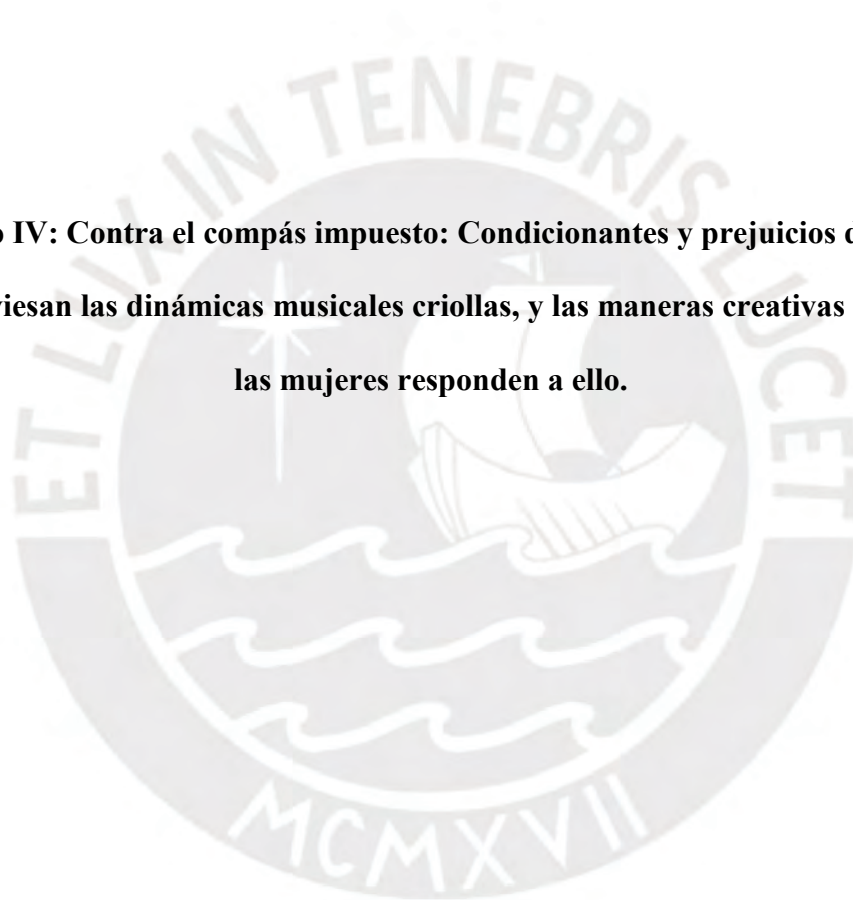 o IV: Contra el compás impuesto: Condicionantes y prejuicios d
viesan las dinámicas musicales criollas, y las maneras creativas
las mujeres responden a ello.
ET LUX IN TENEBRIS LUCET
MCMXVII